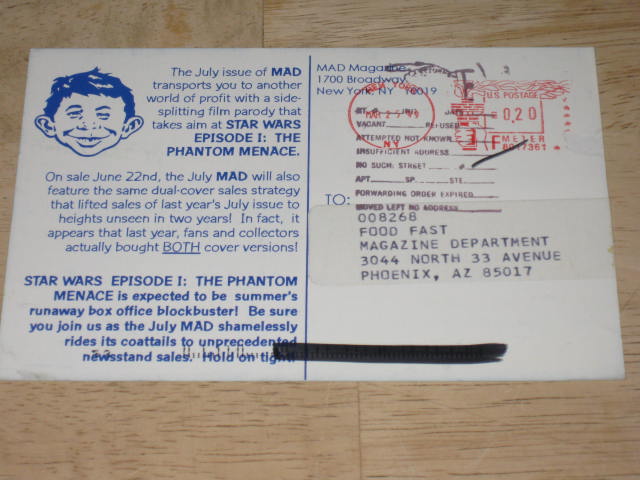 The July issue of MAD
transports you to another
world of profit with a side-
splitting film parody that
takes aim at STAR WARS
EPISODE I: THE
PHANTOM MENACE.
On sale June 22nd, the July MAD will also
feature the same dual-cover sales strategy
that lifted sales of last year's July issue to
heights unseen in two years! In fact, it
appears that last year, fans and collectors
actually bought BOTH cover versions!
STAR WARS EPISODE I: THE PHANTOM
MENACE is expected to be summer's
runaway box office blockbuster! Be sure
you join us as the July MAD shamelessly
rides its coattails to unprecedented
newsstand sales. Hold on tight!
MAD Magazine
1700 Broadway
New York, NY 10019
NEW YORK
NY
U.S. POSTAGE
0.20
METER
VACANT REFUSED
ATTEMPTED NOT KNOWN
INSUFFICIENT ADDRESS
NO SUCH: STREET
APT. SP. STE.
FORWARDING ORDER EXPIRED
MOVED LEFT NO ADDRESS
TO:
008268
FOOD FAST
MAGAZINE DEPARTMENT
3044 NORTH 33 AVENUE
PHOENIX, AZ 85017